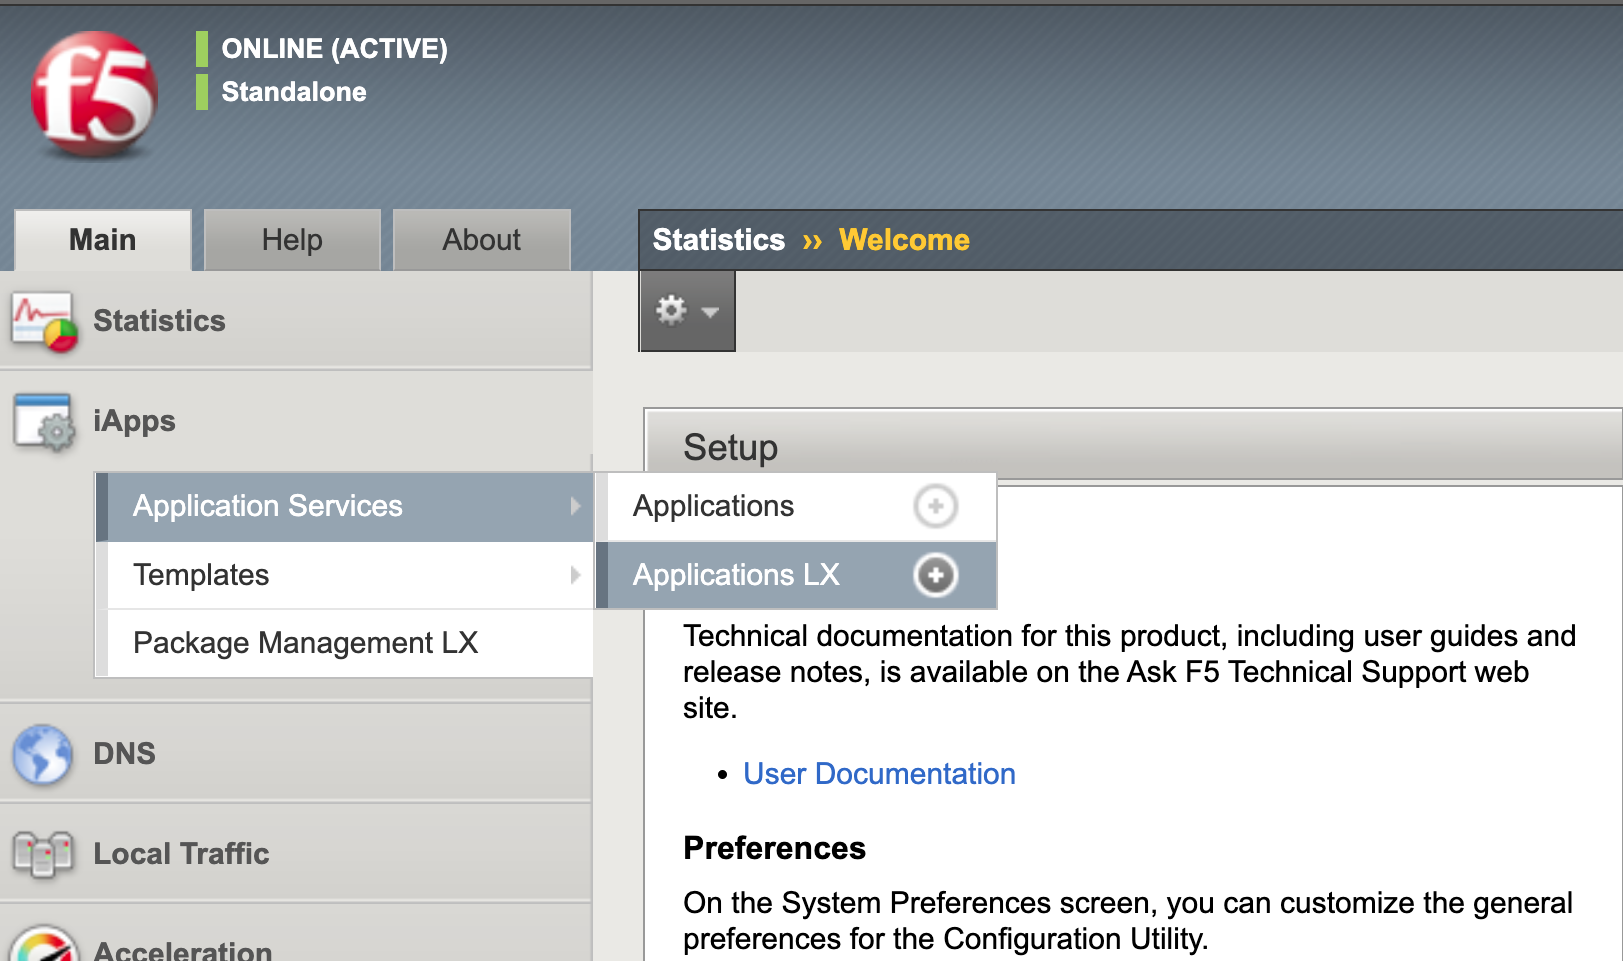 f5
ONLINE (ACTIVE)
Standalone
Main
Help
About
Statistics ›› Welcome
Statistics
iApps
Application Services
Templates
Package Management LX
Applications
Applications LX
DNS
Local Traffic
Acceleration
Setup
Technical documentation for this product, including user guides and
release notes, is available on the Ask F5 Technical Support web
site.
• User Documentation
Preferences
On the System Preferences screen, you can customize the general
preferences for the Configuration Utility.